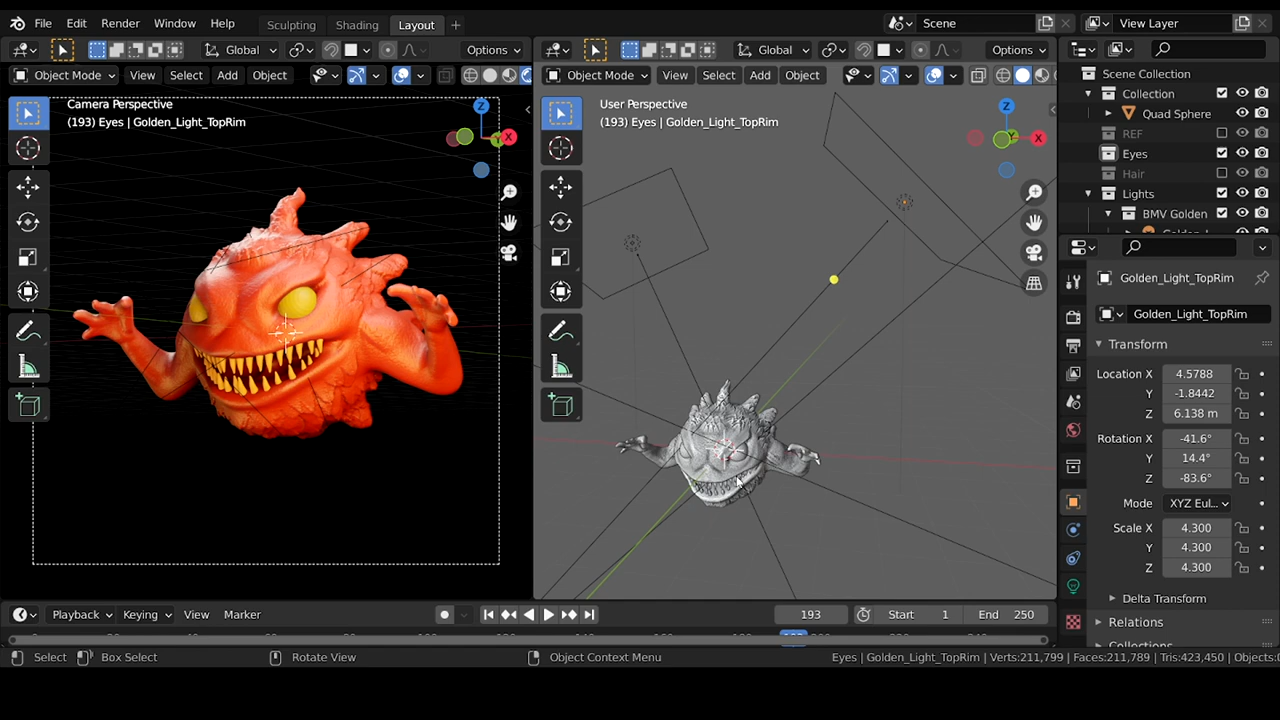 File Edit Render Window Help Sculpting Shading Layout + Scene View Layer
Global Options Global Options
Object Mode View Select Add Object Object Mode View Select Add Object Scene Collection
Camera Perspective User Perspective Collection
(193) Eyes | Golden_Light_TopRim (193) Eyes | Golden_Light_TopRim Quad Sphere
Z Z
Y X Y X
REF
Eyes
Hair
Lights
BMV Golden
Golden_Light_TopRim
Golden_Light_TopRim
Transform
Location X 4.5788
Y -1.8442
Z 6.138 m
Rotation X -41.6°
Y 14.4°
Z -83.6°
Mode XYZ Eul...
Scale X 4.300
Y 4.300
Z 4.300
Delta Transform
Playback Keying View Marker 193 Start 1 End 250 Relations
Select Box Select Rotate View Object Context Menu Eyes | Golden_Light_TopRim | Verts:211,799 | Faces:211,789 | Tris:423,450 | Objects: